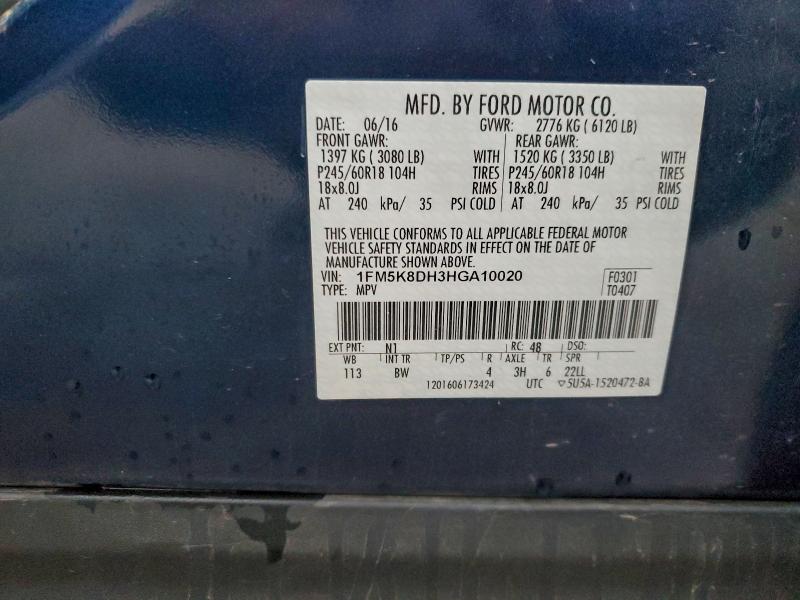 MFD. BY FORD MOTOR CO.
DATE: 06/16 GVWR: 2776 KG ( 6120 LB)
FRONT GAWR: REAR GAWR:
1397 KG ( 3080 LB) WITH 1520 KG ( 3350 LB) WITH
P245/60R18 104H TIRES P245/60R18 104H TIRES
18x8.0J RIMS 18x8.0J RIMS
AT 240 kPa/ 35 PSI COLD AT 240 kPa/ 35 PSI COLD
THIS VEHICLE CONFORMS TO ALL APPLICABLE FEDERAL MOTOR
VEHICLE SAFETY STANDARDS IN EFFECT ON THE DATE OF
MANUFACTURE SHOWN ABOVE.
VIN: 1FM5K8DH3HGA10020 F0301
TYPE: MPV T0407
EXT PNT: N1 RC: 48 DSO:
WB INT TR TP/PS R AXLE TR SPR
113 BW 4 3H 6 22LL
1201606173424 UTC ▽5U5A-1520472-BA